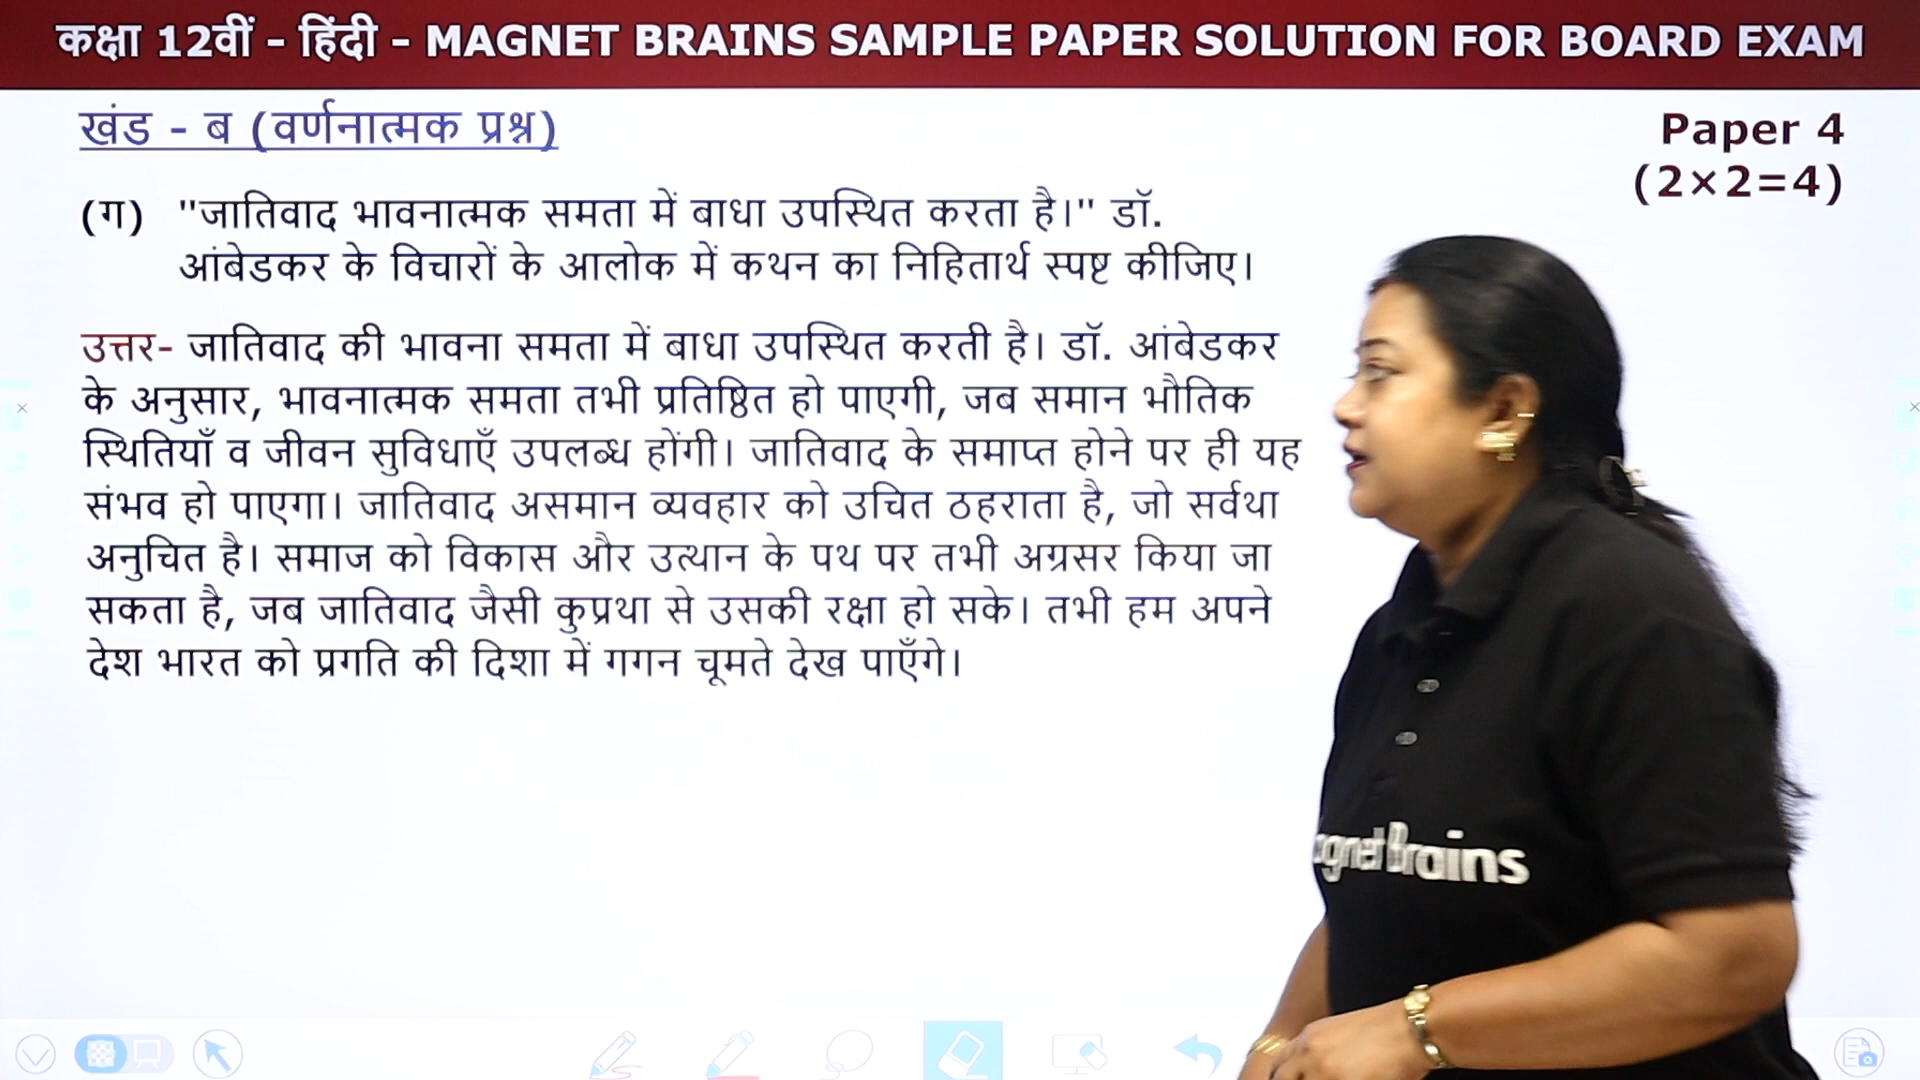 कक्षा 12वीं - हिंदी - MAGNET BRAINS SAMPLE PAPER SOLUTION FOR BOARD EXAM
खंड - ब (वर्णनात्मक प्रश्न)
Paper 4
(2×2=4)
(ग) "जातिवाद भावनात्मक समता में बाधा उपस्थित करता है।" डॉ.
आंबेडकर के विचारों के आलोक में कथन का निहितार्थ स्पष्ट कीजिए।
उत्तर- जातिवाद की भावना समता में बाधा उपस्थित करती है। डॉ. आंबेडकर
के अनुसार, भावनात्मक समता तभी प्रतिष्ठित हो पाएगी, जब समान भौतिक
स्थितियाँ व जीवन सुविधाएँ उपलब्ध होंगी। जातिवाद के समाप्त होने पर ही यह
संभव हो पाएगा। जातिवाद असमान व्यवहार को उचित ठहराता है, जो सर्वथा
अनुचित है। समाज को विकास और उत्थान के पथ पर तभी अग्रसर किया जा
सकता है, जब जातिवाद जैसी कुप्रथा से उसकी रक्षा हो सके। तभी हम अपने
देश भारत को प्रगति की दिशा में गगन चूमते देख पाएँगे।
agnet Brains